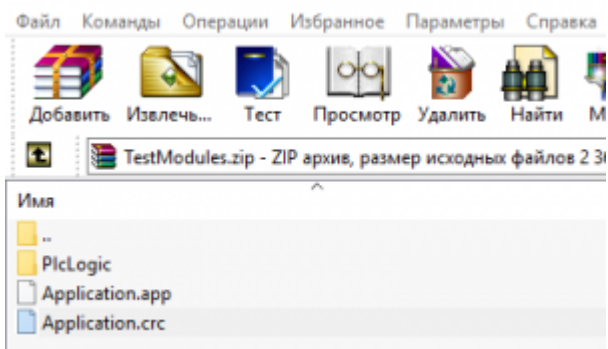 Файл Команды Операции Избранное Параметры Справка
Добавить Извлечь... Тест Просмотр Удалить Найти
TestModules.zip - ZIP архив, размер исходных файлов 2
Имя
..
PlcLogic
Application.app
Application.crc